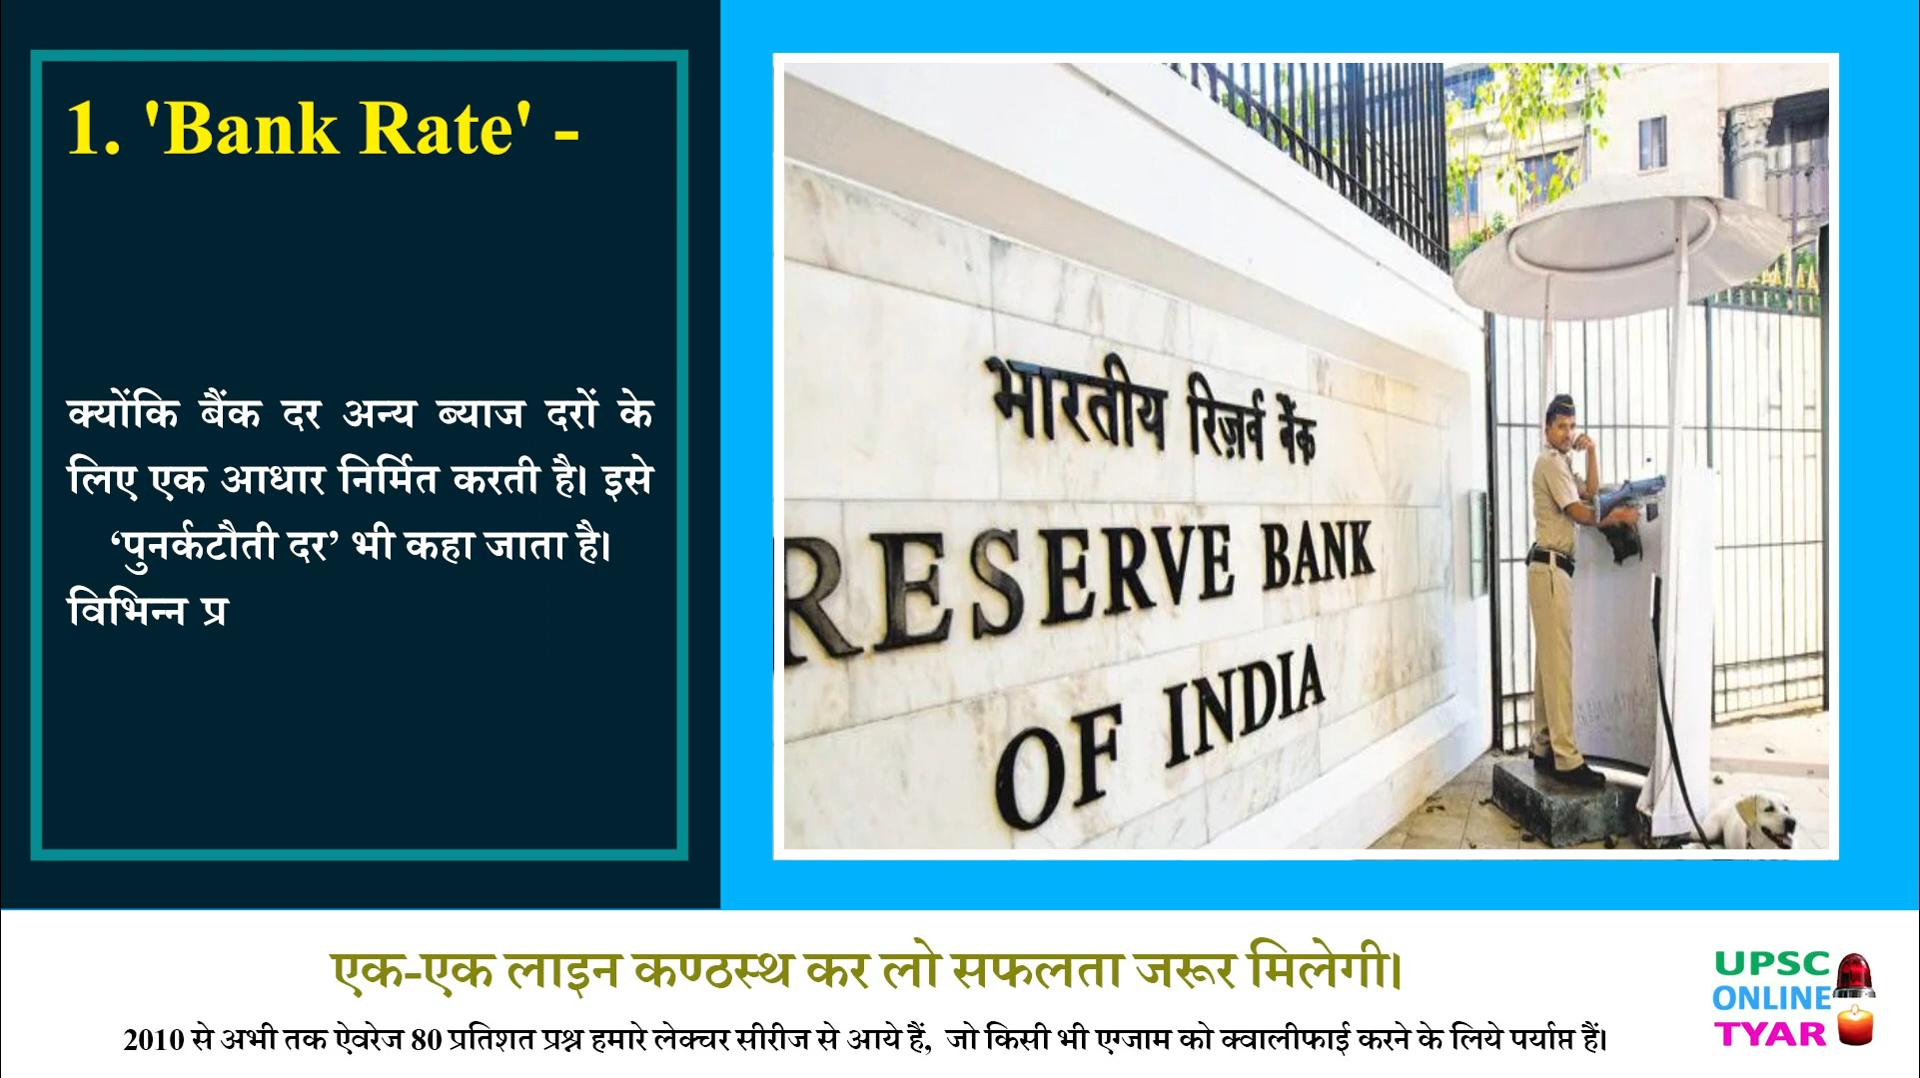 1. 'Bank Rate' -
क्योंकि बैंक दर अन्य ब्याज दरों के
लिए एक आधार निर्मित करती है। इसे
‘पुनर्कटौती दर’ भी कहा जाता है।
विभिन्न प्र
भारतीय रिज़र्व बैंक
RESERVE BANK
OF INDIA
एक-एक लाइन कण्ठस्थ कर लो सफलता जरूर मिलेगी।
2010 से अभी तक ऐवरेज 80 प्रतिशत प्रश्न हमारे लेक्चर सीरीज से आये हैं, जो किसी भी एग्जाम को क्वालीफाई करने के लिये पर्याप्त हैं।
UPSC
ONLINE
TYAR